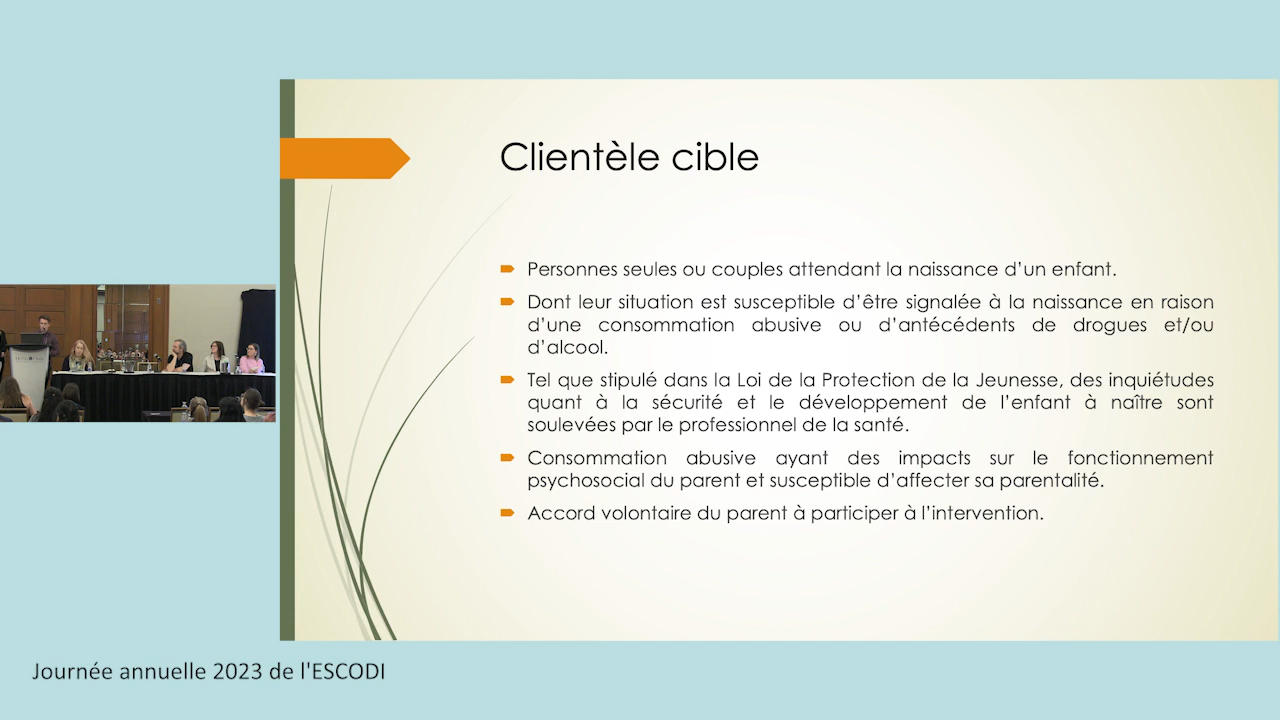 Clientèle cible
Personnes seules ou couples attendant la naissance d'un enfant.
Dont leur situation est susceptible d'être signalée à la naissance en raison
d'une consommation abusive ou d'antécédents de drogues et/ou
d'alcool.
Tel que stipulé dans la Loi de la Protection de la Jeunesse, des inquiétudes
quant à la sécurité et le développement de l'enfant à naître sont
soulevées par le professionnel de la santé.
Consommation abusive ayant des impacts sur le fonctionnement
psychosocial du parent et susceptible d'affecter sa parentalité.
Accord volontaire du parent à participer à l'intervention.
Journée annuelle 2023 de l'ESCODI